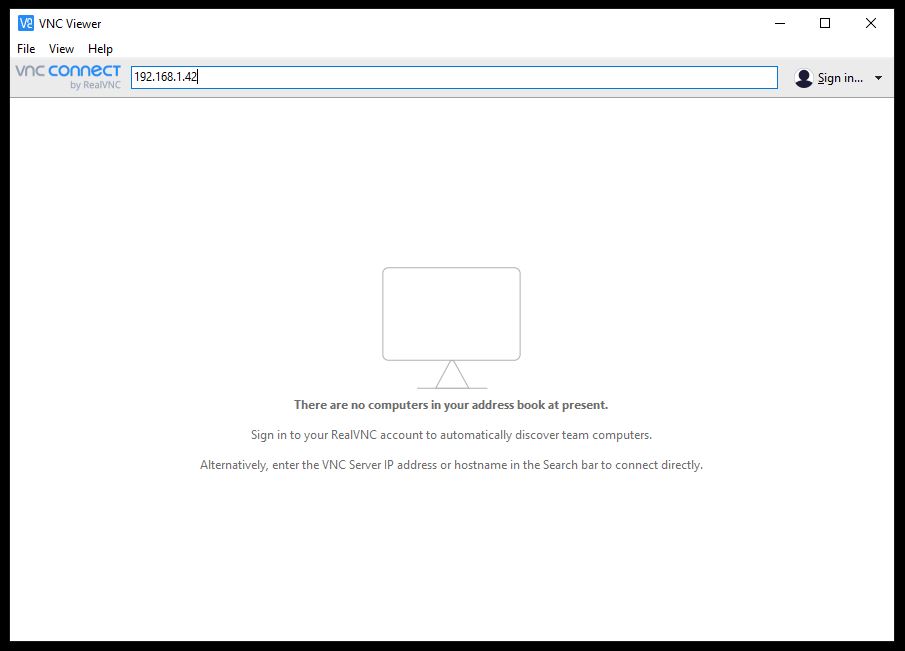 VNC Viewer
File View Help
vnc connect
by RealVNC
192.168.1.42
Sign in...
There are no computers in your address book at present.
Sign in to your RealVNC account to automatically discover team computers.
Alternatively, enter the VNC Server IP address or hostname in the Search bar to connect directly.